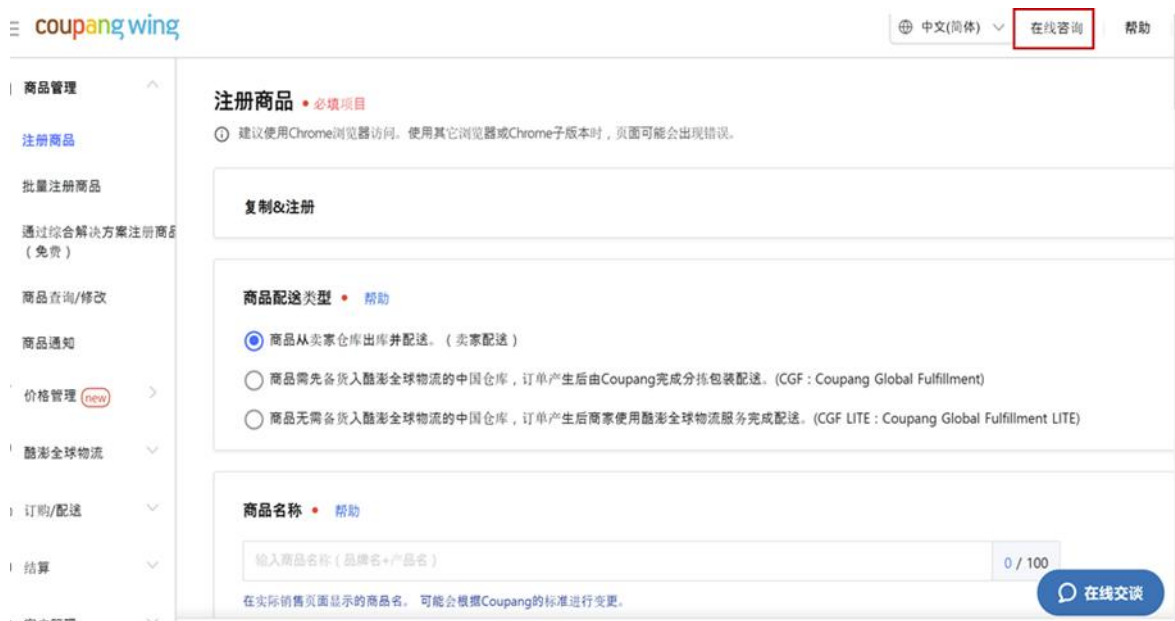 coupang wing
中文(简体)
在线咨询
帮助
商品管理
注册商品
批量注册商品
通过综合解决方案注册商品
(免费)
商品查询/修改
商品通知
价格管理 new
酷澎全球物流
订购/配送
结算
注册商品 • 必填项目
建议使用Chrome浏览器访问。使用其它浏览器或Chrome子版本时，页面可能会出现错误。
复制&注册
商品配送类型 • 帮助
商品从卖家仓库出库并配送。(卖家配送)
商品需先备货入酷澎全球物流的中国仓库，订单产生后由Coupang完成分拣包装配送。(CGF : Coupang Global Fulfillment)
商品无需备货入酷澎全球物流的中国仓库，订单产生后商家使用酷澎全球物流服务完成配送。(CGF LITE : Coupang Global Fulfillment LITE)
商品名称 • 帮助
输入商品名称(品牌名+产品名)
0 / 100
在实际销售页面显示的商品名。 可能会根据Coupang的标准进行变更。
在线交谈